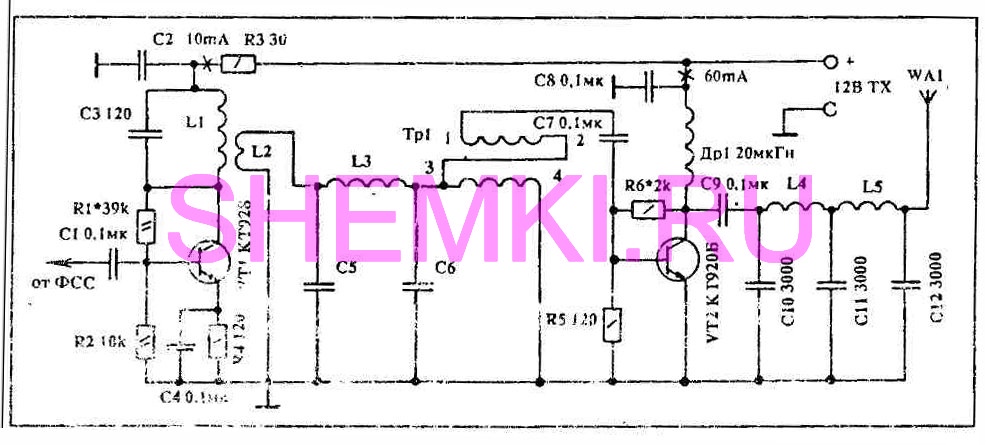 C2 10mA R3 30
C3 120
L1
L2
L3
Тр1
1
2
3
4
C7 0,1мк
C8 0,1мк
60mA
+
12В TX
WA1
Др1 20мкГн
R6*2k
C9 0,1мк
L4
L5
R1*39k
C1 0,1мк
от ФСС
VT1 КТ928
C5
C6
R5 120
VT2 КТ920Б
C10 3000
C11 3000
C12 3000
R2 10k
R4 120
C4 0,1мк
SHEMKI.RU